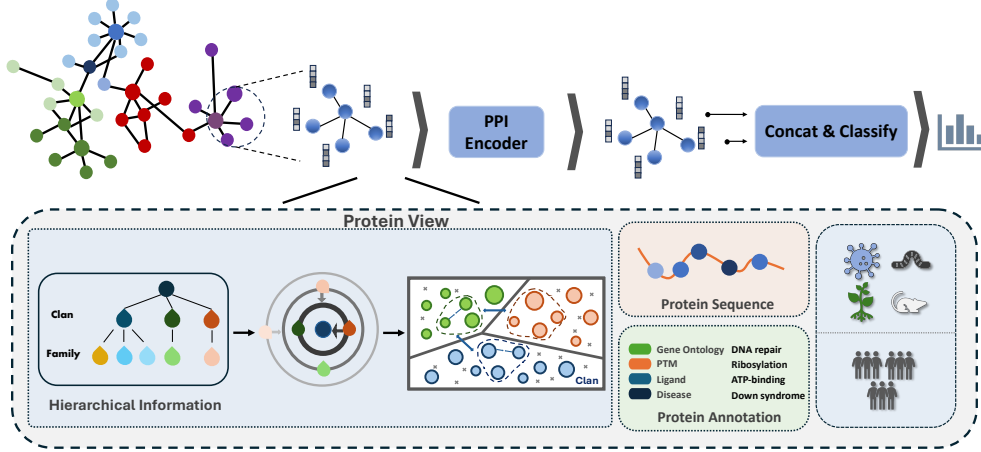 PPI
Encoder
Concat & Classify
Protein View
Clan
Family
Hierarchical Information
Clan
Protein Sequence
Gene Ontology DNA repair
PTM Ribosylation
Ligand ATP-binding
Disease Down syndrome
Protein Annotation